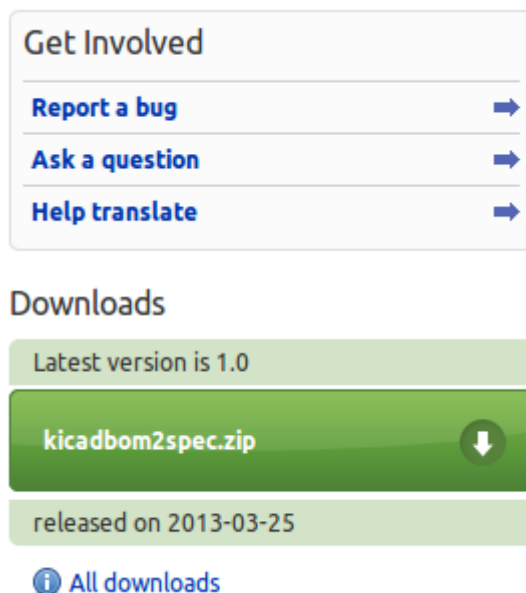 Get Involved
Report a bug
Ask a question
Help translate
Downloads
Latest version is 1.0
kicadbom2spec.zip
released on 2013-03-25
All downloads